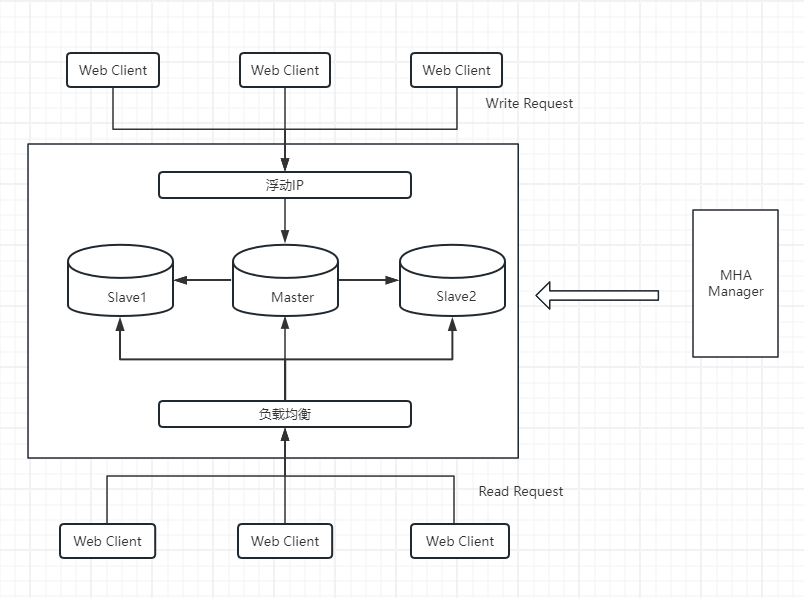 Web Client
Web Client
Web Client
Write Request
浮动IP
Slave1
Master
Slave2
MHA
Manager
负载均衡
Read Request
Web Client
Web Client
Web Client